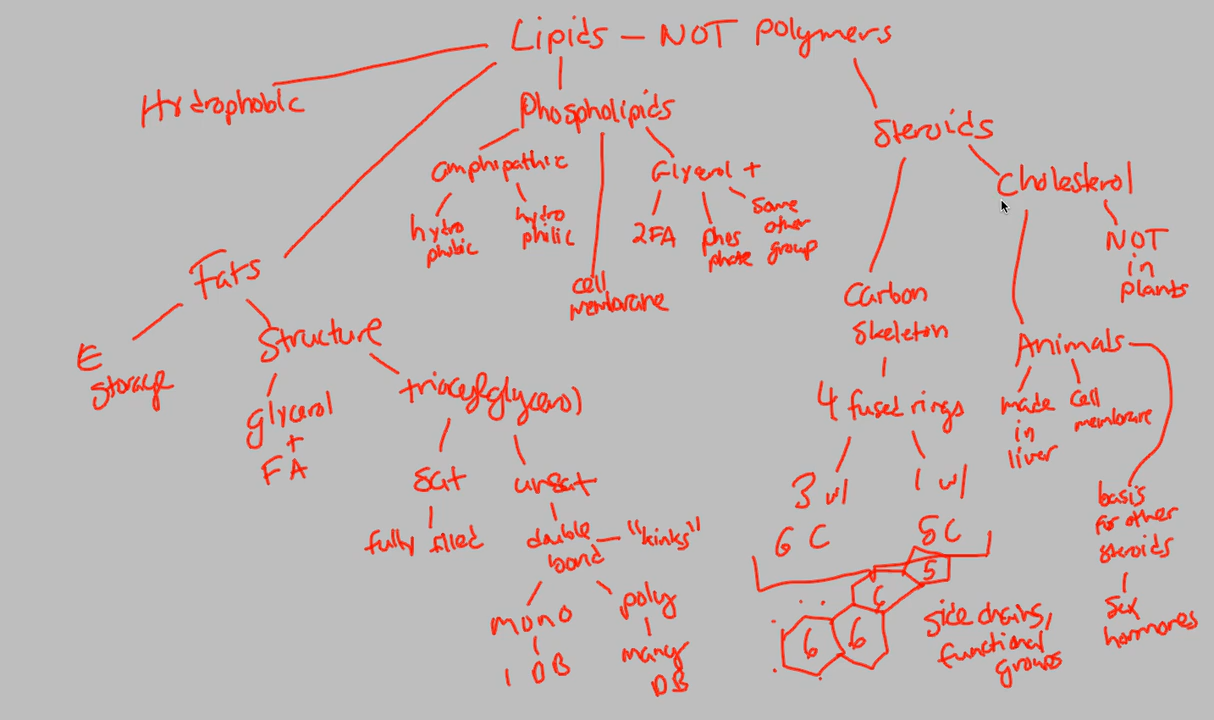 Lipids — NOT Polymers
Hydrophobic
Phospholipids
Steroids
amphipathic
Glycerol +
Cholesterol
hydro
phobic
hydro
philic
2FA
phos
phate
some
other
group
NOT
in
plants
cell
membrane
Fats
E
storage
Structure
glycerol
+
FA
triacylglycerol
Sat
unsat
fully filled
double
bond
— "kinks"
mono
1 DB
poly
many
DB
Carbon
Skeleton
4 fused rings
3 w/
6 C
1 w/
5C
5
6
6
6
side chains,
functional
groups
Animals
made
in
liver
cell
membrane
basis
for other
steroids
Sex
hormones